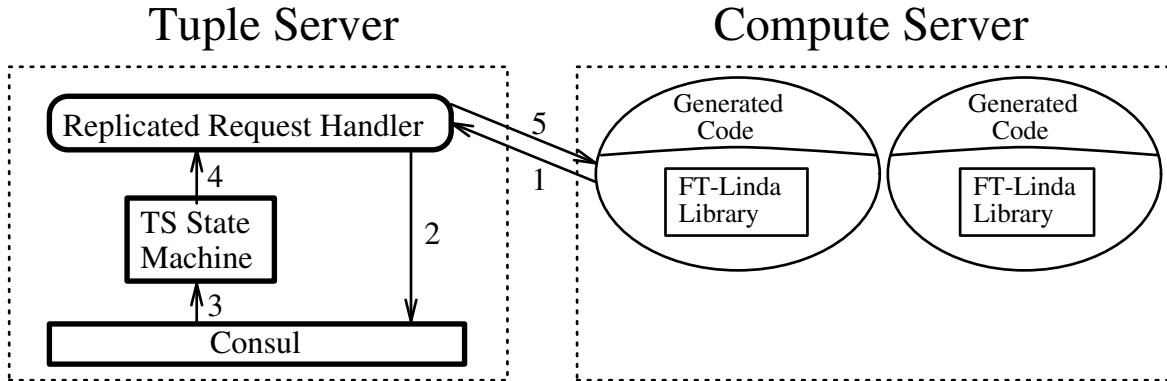 Tuple Server
Compute Server
Replicated Request Handler
5
1
4
TS State
Machine
2
3
Consul
Generated
Code
FT-Linda
Library
Generated
Code
FT-Linda
Library